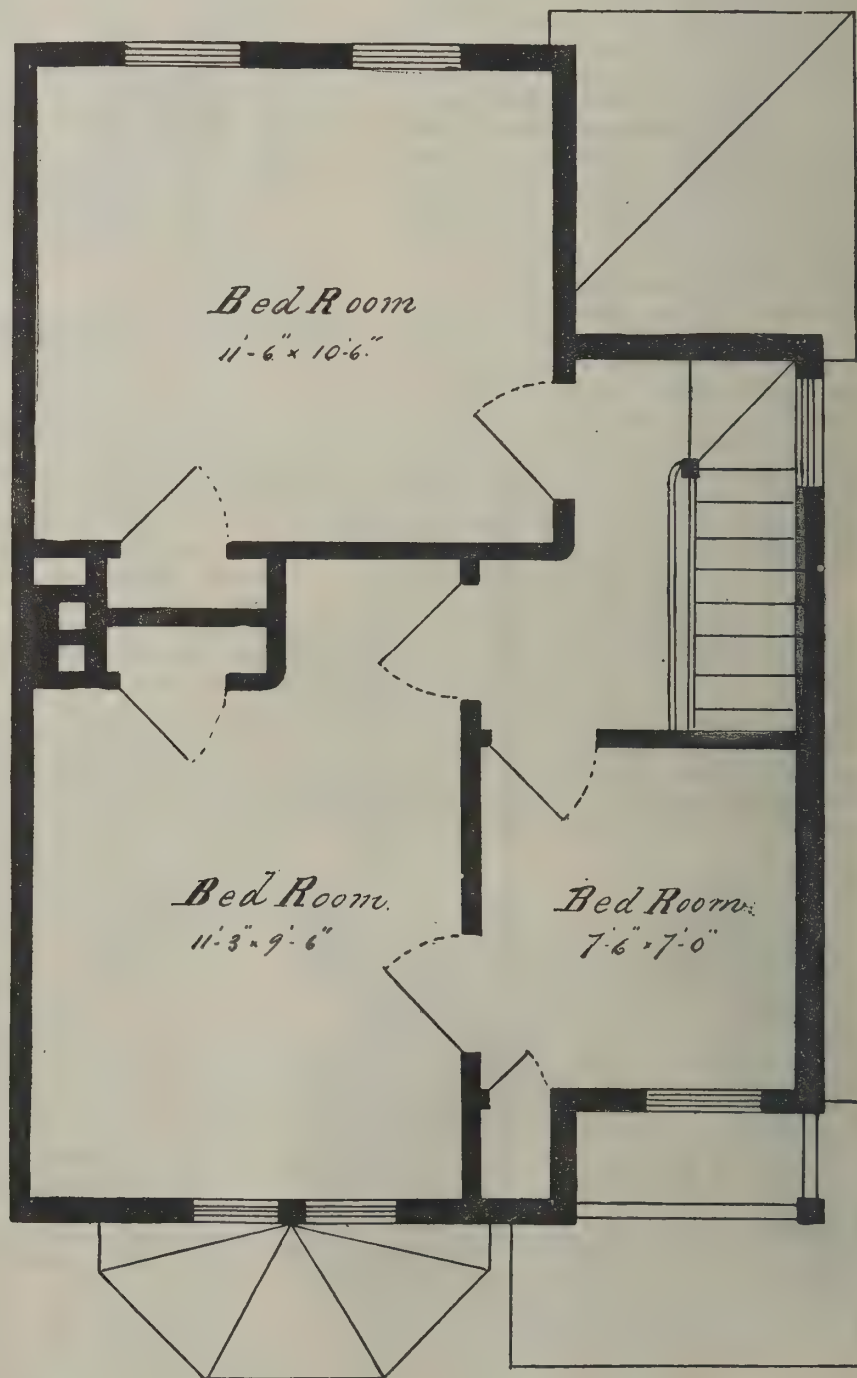 Bed Room
11'-6" × 10'-6"
Bed Room.
11'-3" × 9'-6"
Bed Room.
7'-6" × 7'-0"